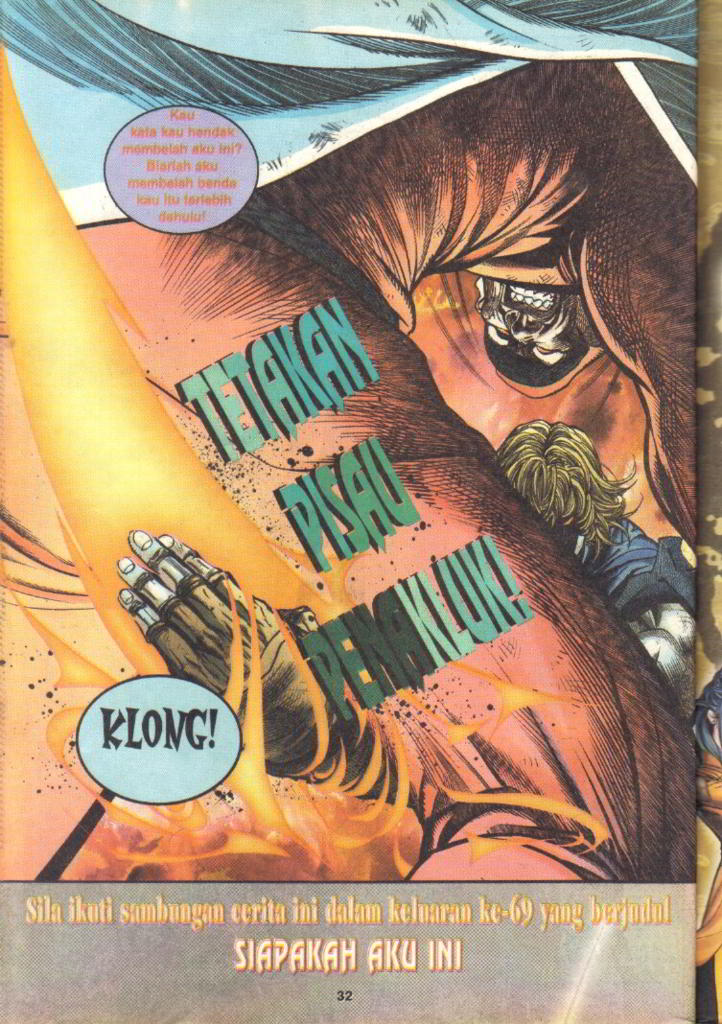 Kau
kata kau hendak
membelah aku ini?
Biarlah aku
membelah benda
kau itu terlebih
dahulu!
TETAKAN
PISAU
PENAKLUK!
KLONG!
Sila ikuti sambungan cerita ini dalam keluaran ke-69 yang berjudul
SIAPAKAH AKU INI
32